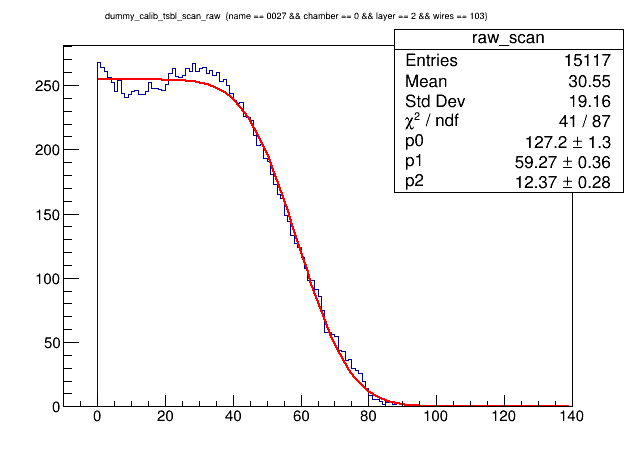 dummy_calib_tsbl_scan_raw (name == 0027 && chamber == 0 && layer == 2 && wires == 103)
raw_scan
Entries 15117
Mean 30.55
Std Dev 19.16
χ² / ndf 41 / 87
p0 127.2 ± 1.3
p1 59.27 ± 0.36
p2 12.37 ± 0.28
250
200
150
100
50
0
0 20 40 60 80 100 120 140